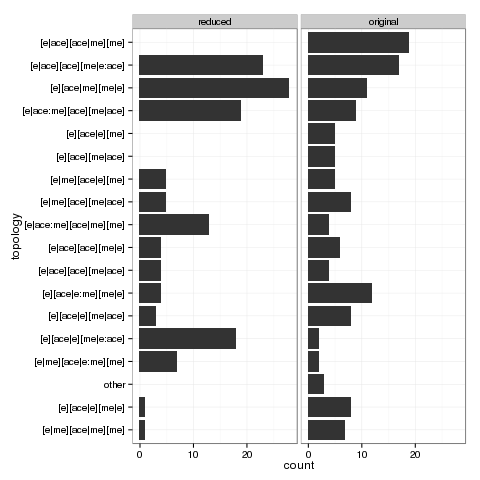 reduced
original
[e|ace][ace|me][me]
[e|ace][ace][me|e:ace]
[e][ace|me][me|e]
[e|ace:me][ace][me|ace]
[e][ace|e][me]
[e][ace][me|ace]
[e|me][ace|e][me]
[e|me][ace][me|ace]
[e|ace:me][ace|me][me]
[e|ace][ace][me|e]
[e|ace][ace][me|ace]
[e][ace|e:me][me|e]
[e][ace|e][me|ace]
[e][ace|e][me|e:ace]
[e|me][ace|e:me][me]
other
[e][ace|e][me|e]
[e|me][ace|me][me]
topology
0 10 20 0 10 20
count